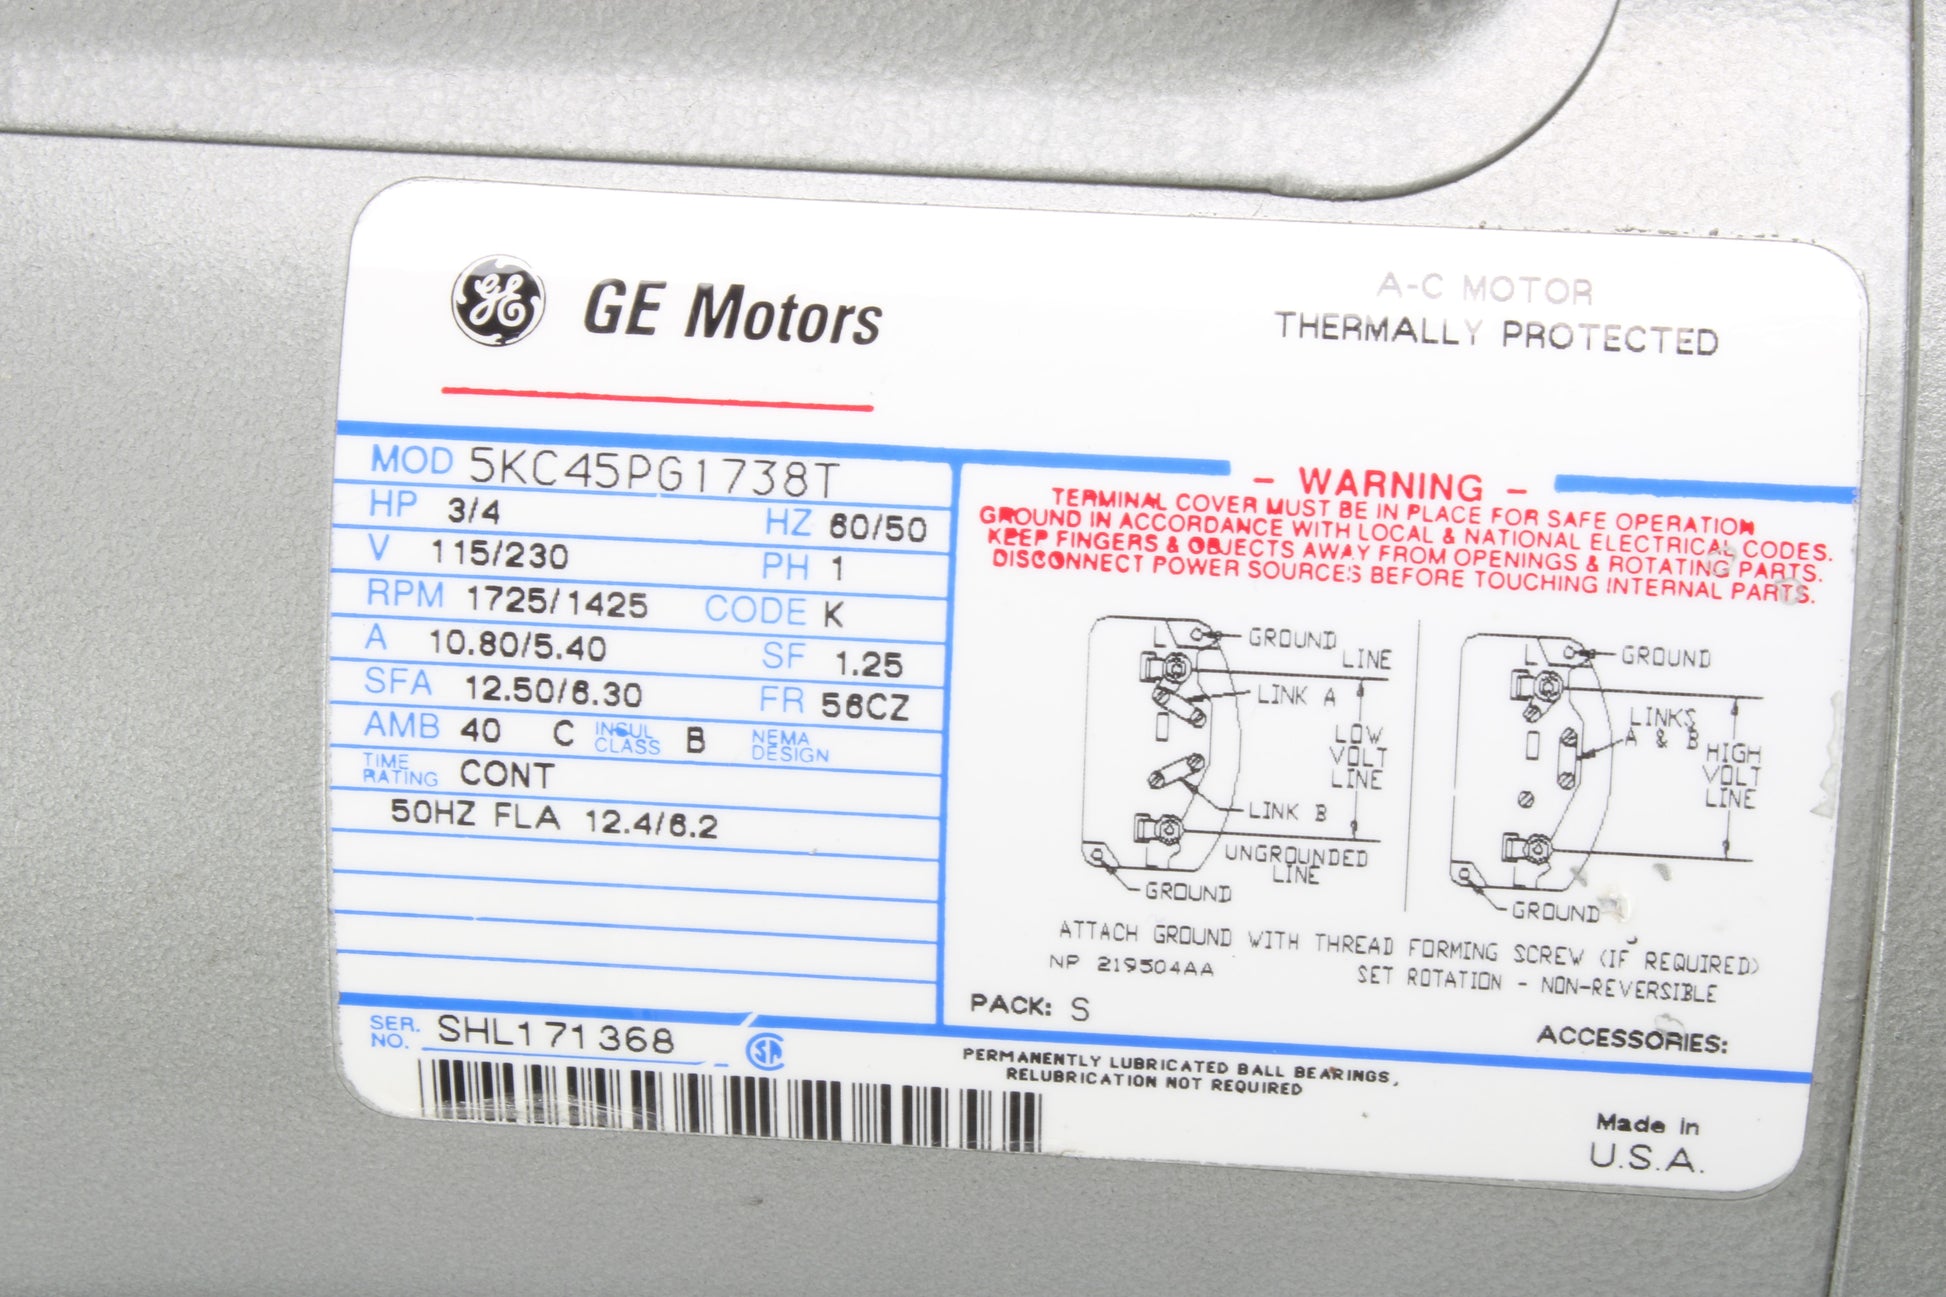 GE GE Motors
A-C MOTOR
THERMALLY PROTECTED
MOD 5KC45PG1738T
HP 3/4 HZ 60/50
V 115/230 PH 1
RPM 1725/1425 CODE K
A 10.80/5.40 SF 1.25
SFA 12.50/6.30 FR 56CZ
AMB 40 C INSUL CLASS B NEMA DESIGN
TIME RATING CONT
50HZ FLA 12.4/6.2
- WARNING -
TERMINAL COVER MUST BE IN PLACE FOR SAFE OPERATION
GROUND IN ACCORDANCE WITH LOCAL & NATIONAL ELECTRICAL CODES.
KEEP FINGERS & OBJECTS AWAY FROM OPENINGS & ROTATING PARTS.
DISCONNECT POWER SOURCES BEFORE TOUCHING INTERNAL PARTS.
L GROUND
LINE
LINK A
LOW
VOLT
LINE
LINK B
UNGROUNDED
LINE
GROUND
L GROUND
LINKS
A & B
HIGH
VOLT
LINE
GROUND
ATTACH GROUND WITH THREAD FORMING SCREW (IF REQUIRED)
NP 219504AA SET ROTATION - NON-REVERSIBLE
PACK: S
ACCESSORIES:
SER. NO. SHL171368 SA
PERMANENTLY LUBRICATED BALL BEARINGS,
RELUBRICATION NOT REQUIRED
Made in
U.S.A.